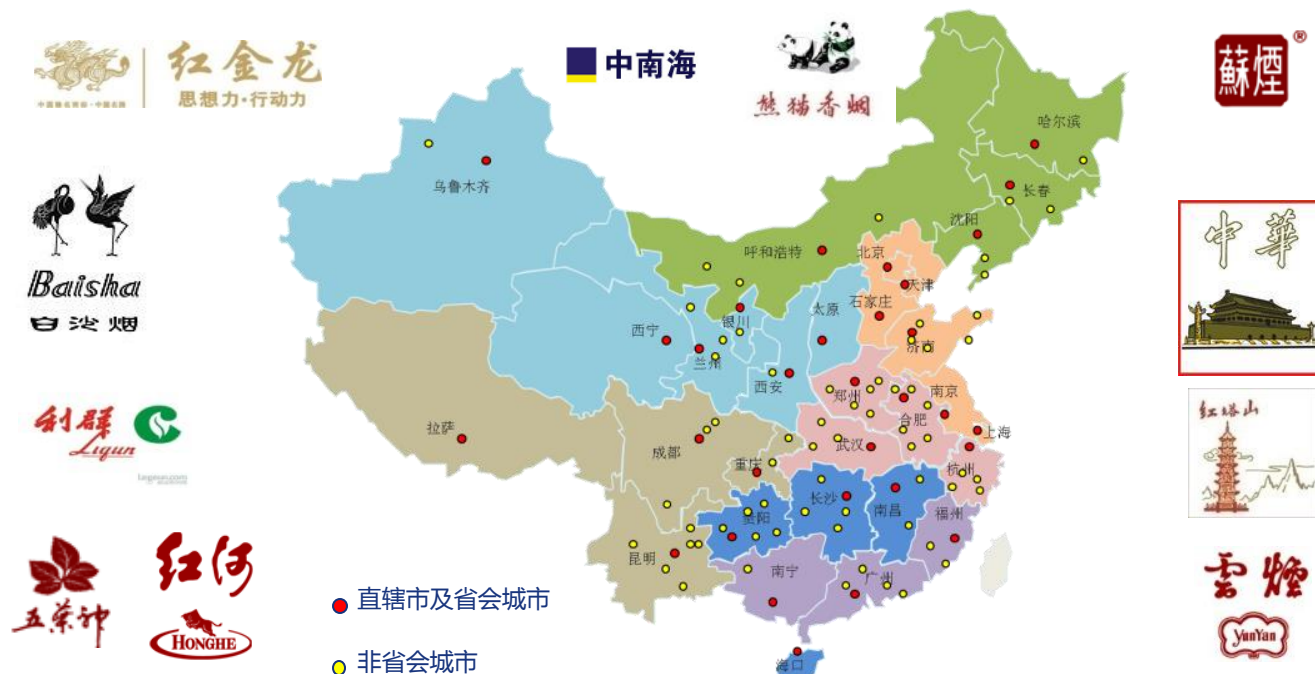 红金龙
思想力·行动力
中南海
熊猫香烟
蘇煙
®
Baisha
白沙烟
中華
利群
Liqun
红塔山
五葉神
红河
HONGHE
雲煙
YunYan
哈尔滨
长春
沈阳
乌鲁木齐
呼和浩特
北京
天津
石家庄
太原
银川
西宁
兰州
济南
西安
郑州
南京
合肥
上海
拉萨
成都
武汉
重庆
杭州
长沙
南昌
贵阳
福州
昆明
南宁
广州
海口
直辖市及省会城市
非省会城市